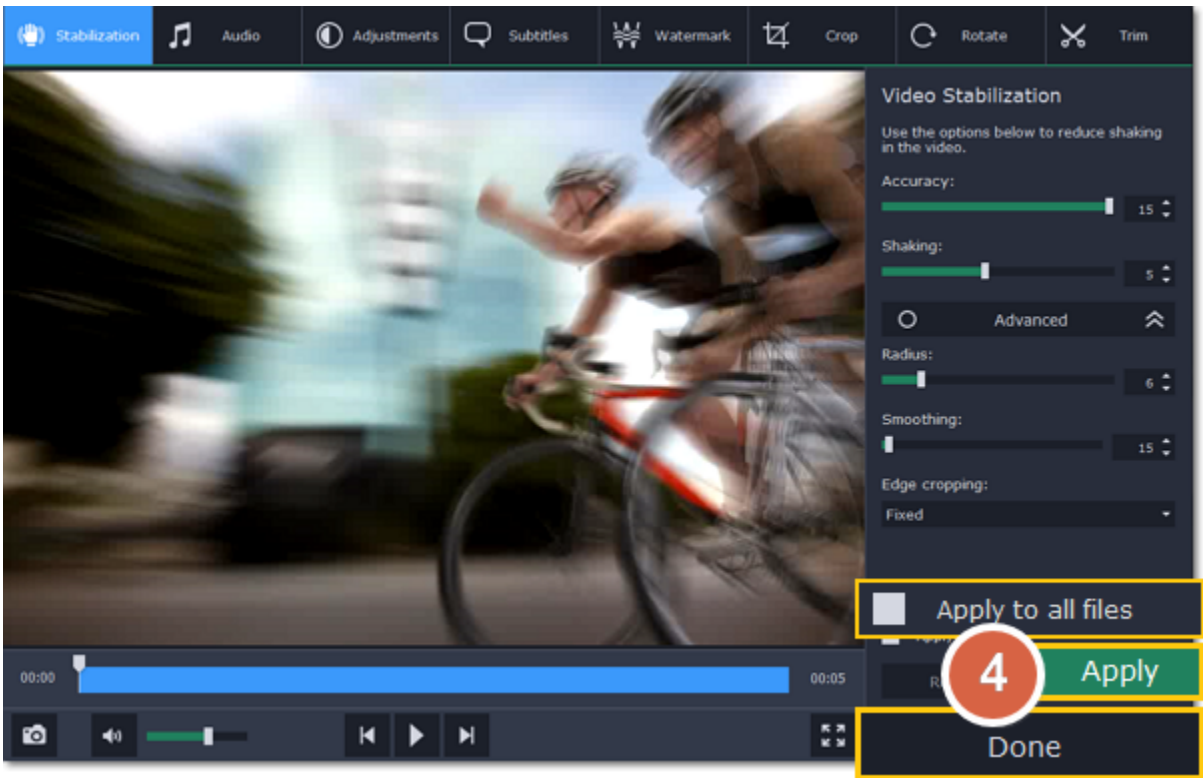 Stabilization
Audio
Adjustments
Subtitles
Watermark
Crop
Rotate
Trim
Video Stabilization
Use the options below to reduce shaking
in the video.
Accuracy:
15
Shaking:
5
Advanced
Radius:
6
Smoothing:
15
Edge cropping:
Fixed
Apply to all files
4
Apply
00:00
00:05
Done